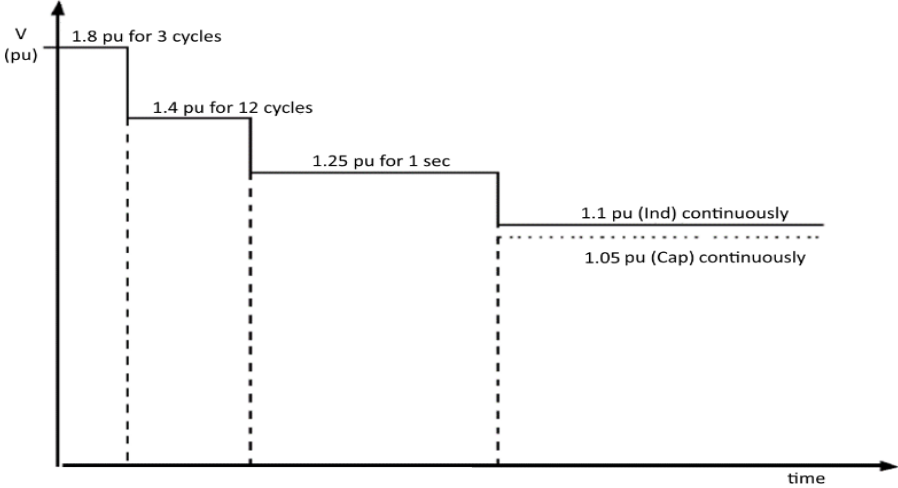 V
(pu)
1.8 pu for 3 cycles
1.4 pu for 12 cycles
1.25 pu for 1 sec
1.1 pu (Ind) continuously
1.05 pu (Cap) continuously
time